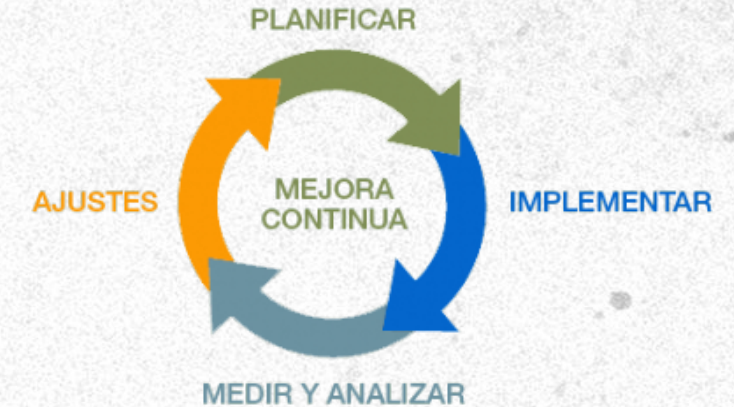 PLANIFICAR
AJUSTES
MEJORA
CONTINUA
IMPLEMENTAR
MEDIR Y ANALIZAR